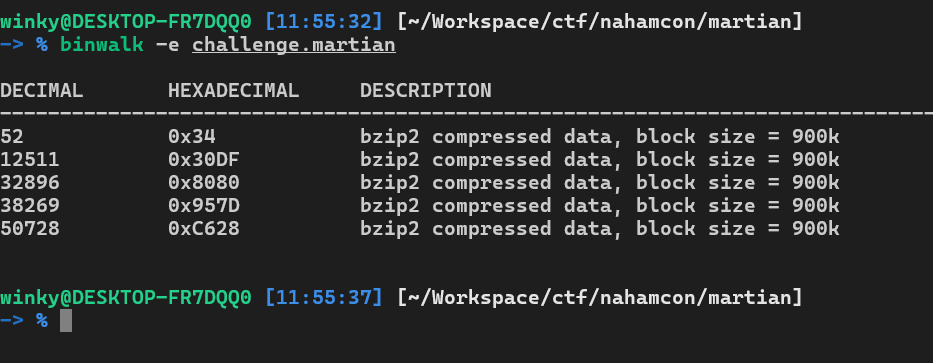 winky@DESKTOP-FR7DQQ0 [11:55:32] [~/Workspace/ctf/nahamcon/martian]
-> % binwalk -e challenge.martian
DECIMAL HEXADECIMAL DESCRIPTION
--------------------------------------------------------------------------------
52 0x34 bzip2 compressed data, block size = 900k
12511 0x30DF bzip2 compressed data, block size = 900k
32896 0x8080 bzip2 compressed data, block size = 900k
38269 0x957D bzip2 compressed data, block size = 900k
50728 0xC628 bzip2 compressed data, block size = 900k
winky@DESKTOP-FR7DQQ0 [11:55:37] [~/Workspace/ctf/nahamcon/martian]
-> %